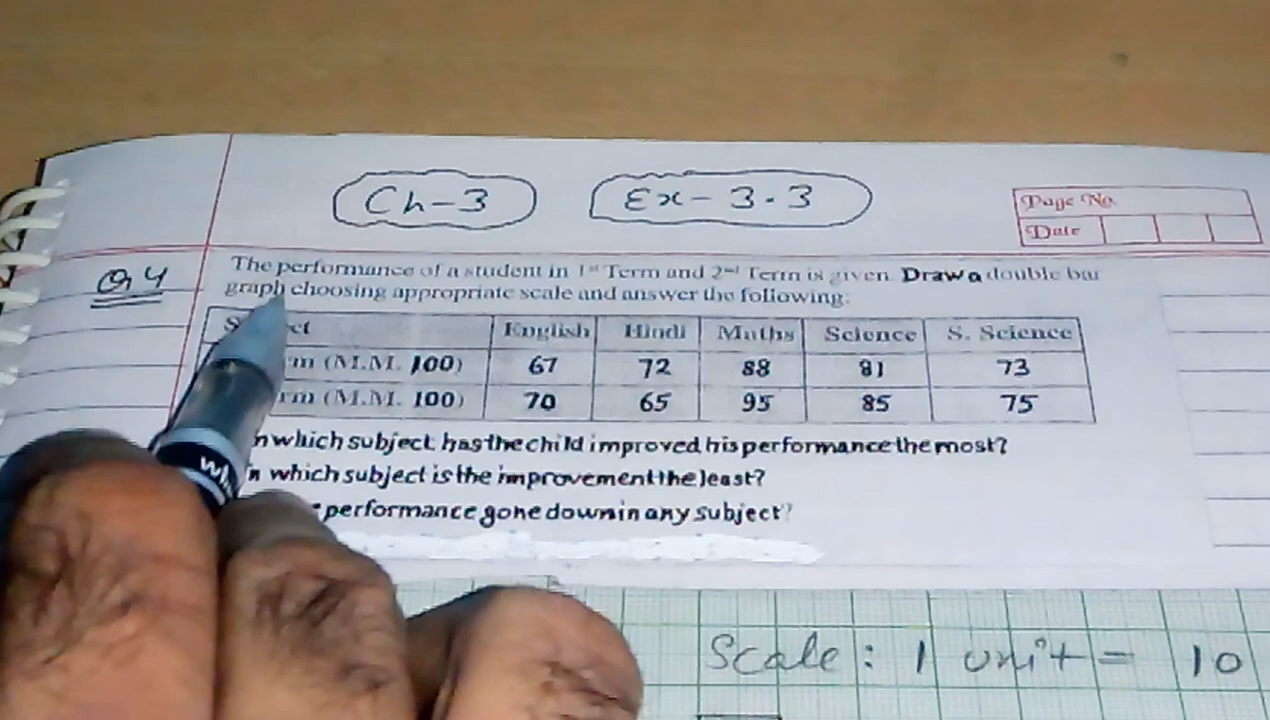 Ch-3 Ex-3.3
Page No.
Date
Q4 The performance of a student in 1st Term and 2nd Term is given. Draw a double bar
graph choosing appropriate scale and answer the following:
English Hindi Maths Science S. Science
(M.M. 100) 67 72 88 81 73
(M.M. 100) 70 65 95 85 75
which subject has the child improved his performance the most?
which subject is the improvement the least?
performance gone down in any subject?
Scale : 1 unit = 10